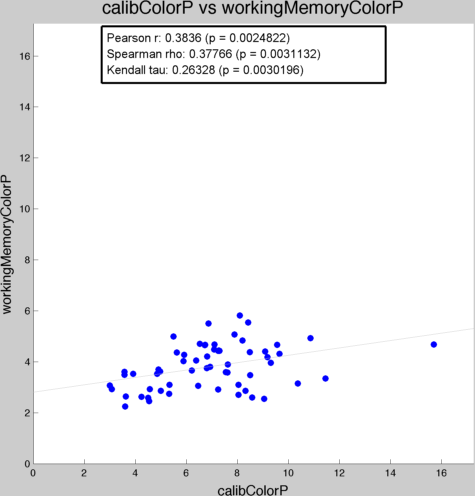 calibColorP vs workingMemoryColorP
Pearson r: 0.3836 (p = 0.0024822)
Spearman rho: 0.37766 (p = 0.0031132)
Kendall tau: 0.26328 (p = 0.0030196)
workingMemoryColorP
16
14
12
10
8
6
4
2
0
0 2 4 6 8 10 12 14 16
calibColorP